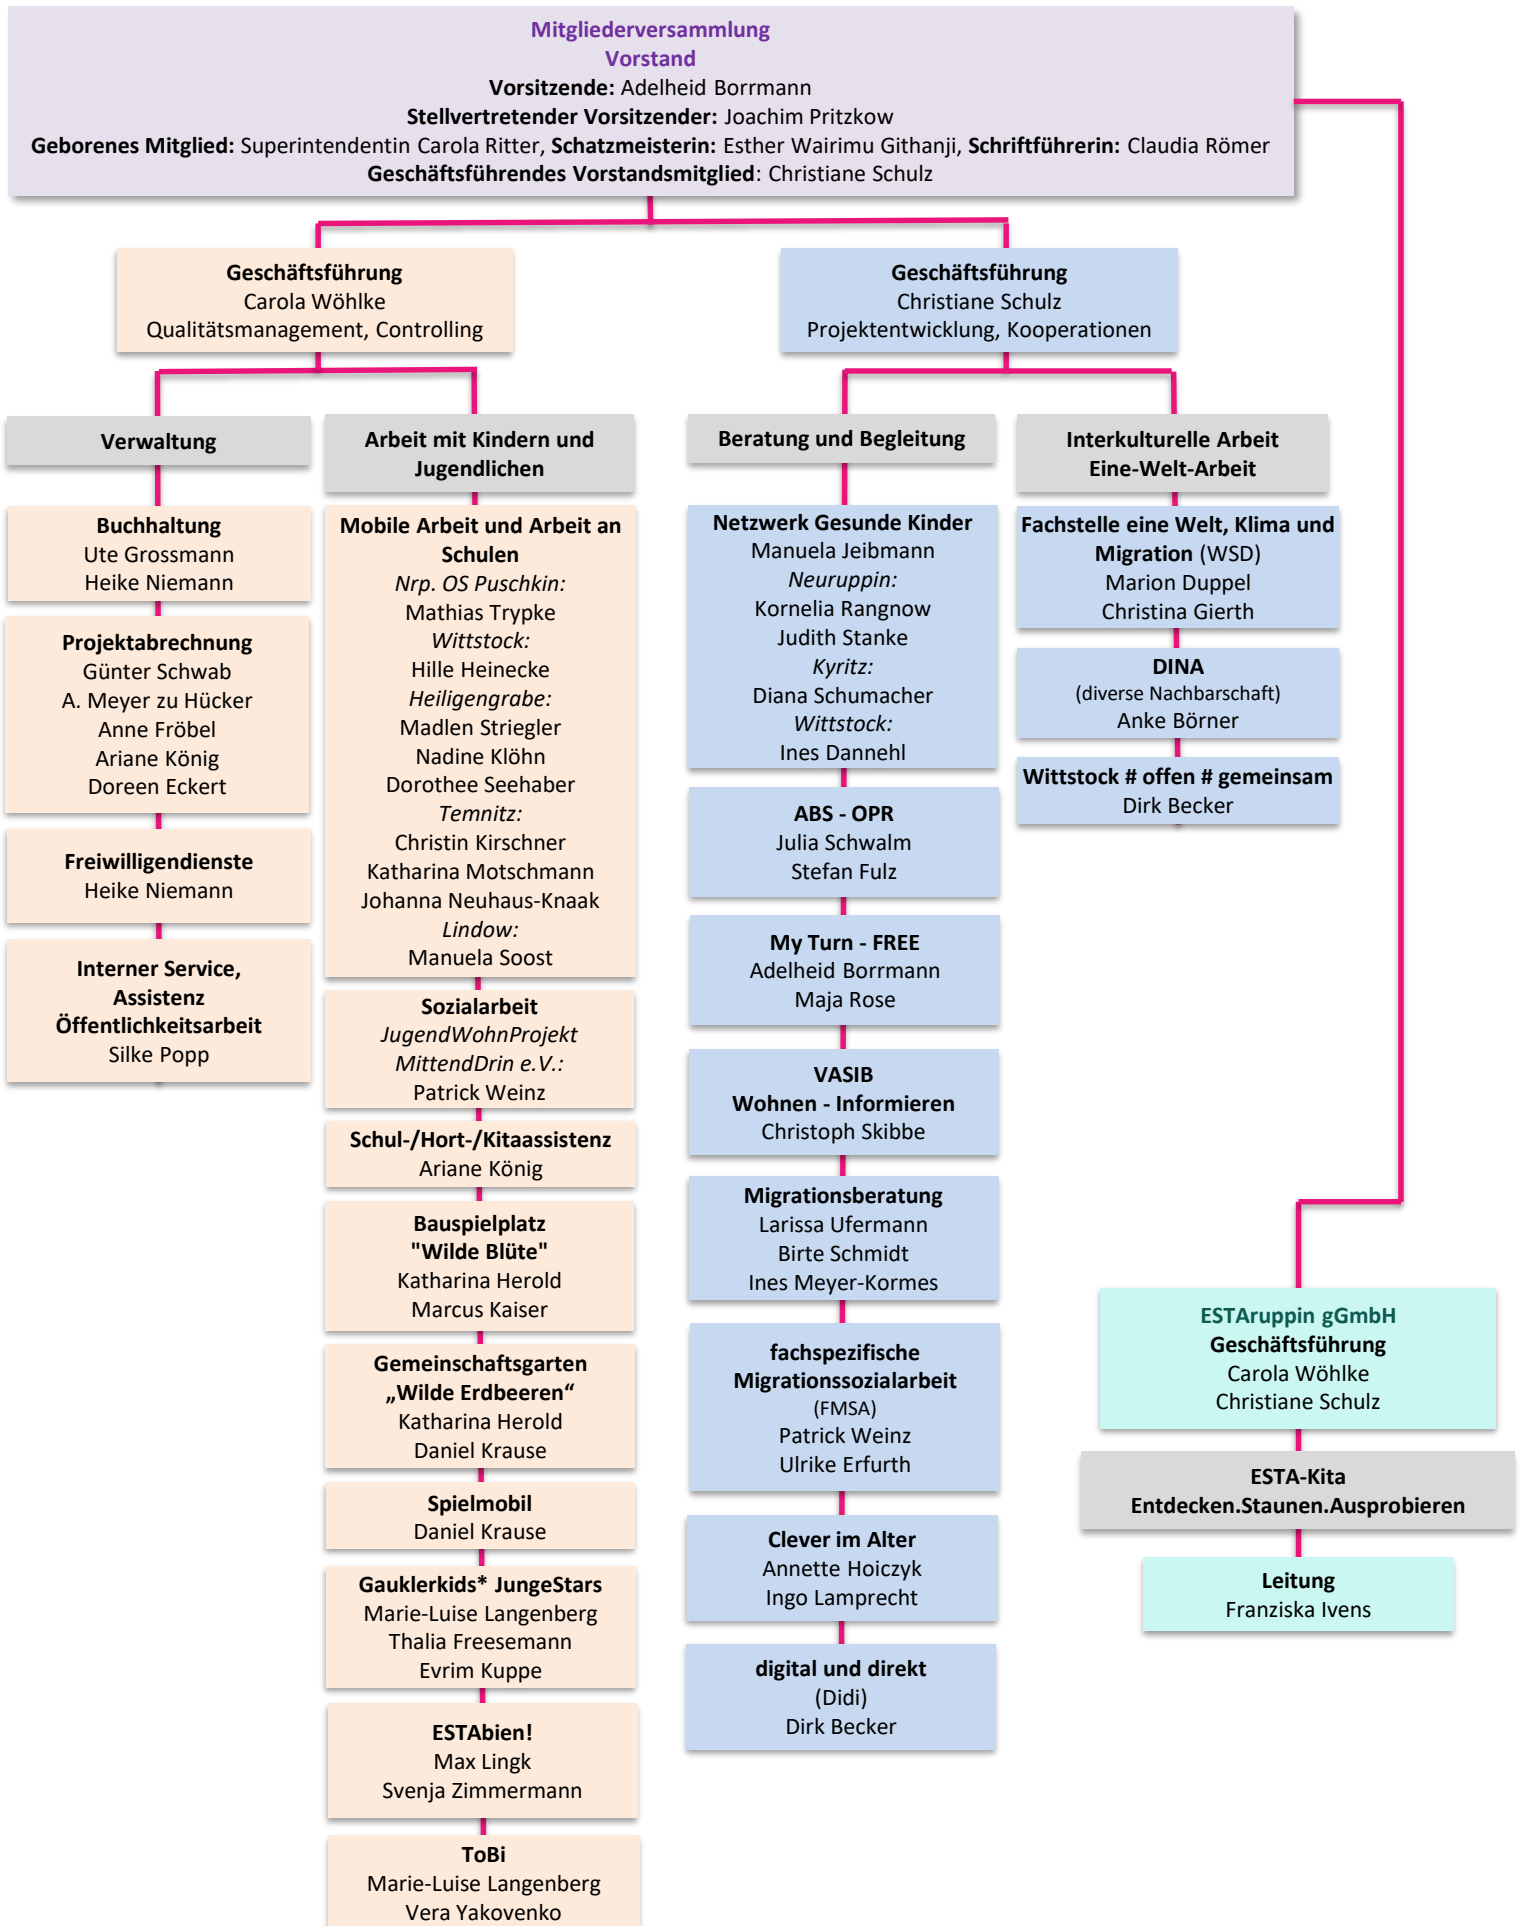 Mitgliederversammlung
Vorstand
Vorsitzende: Adelheid Borrmann
Stellvertretender Vorsitzender: Joachim Pritzkow
Geborenes Mitglied: Superintendentin Carola Ritter, Schatzmeisterin: Esther Wairimu Githanji, Schriftführerin: Claudia Römer
Geschäftsführendes Vorstandsmitglied: Christiane Schulz
Geschäftsführung
Carola Wöhlke
Qualitätsmanagement, Controlling
Geschäftsführung
Christiane Schulz
Projektentwicklung, Kooperationen
Verwaltung
Buchhaltung
Ute Grossmann
Heike Niemann
Projektabrechnung
Günter Schwab
A. Meyer zu Hücker
Anne Fröbel
Ariane König
Doreen Eckert
Freiwilligendienste
Heike Niemann
Interner Service,
Assistenz
Öffentlichkeitsarbeit
Silke Popp
Arbeit mit Kindern und
Jugendlichen
Mobile Arbeit und Arbeit an
Schulen
Nrp. OS Puschkin:
Mathias Trypke
Wittstock:
Hille Heinecke
Heiligengrabe:
Madlen Striegler
Nadine Klöhn
Dorothee Seehaber
Temnitz:
Christin Kirschner
Katharina Motschmann
Johanna Neuhaus-Knaak
Lindow:
Manuela Soost
Sozialarbeit
JugendWohnProjekt
MittendDrin e.V.:
Patrick Weinz
Schul-/Hort-/Kitaassistenz
Ariane König
Bauspielplatz
"Wilde Blüte"
Katharina Herold
Marcus Kaiser
Gemeinschaftsgarten
„Wilde Erdbeeren“
Katharina Herold
Daniel Krause
Spielmobil
Daniel Krause
Gauklerkids* JungeStars
Marie-Luise Langenberg
Thalia Freesemann
Evrim Kuppe
ESTAbien!
Max Lingk
Svenja Zimmermann
ToBi
Marie-Luise Langenberg
Vera Yakovenko
Beratung und Begleitung
Netzwerk Gesunde Kinder
Manuela Jeibmann
Neuruppin:
Kornelia Rangnow
Judith Stanke
Kyritz:
Diana Schumacher
Wittstock:
Ines Dannehl
ABS - OPR
Julia Schwalm
Stefan Fulz
My Turn - FREE
Adelheid Borrmann
Maja Rose
VASIB
Wohnen - Informieren
Christoph Skibbe
Migrationsberatung
Larissa Ufermann
Birte Schmidt
Ines Meyer-Kormes
fachspezifische
Migrationssozialarbeit
(FMSA)
Patrick Weinz
Ulrike Erfurth
Clever im Alter
Annette Hoiczyk
Ingo Lamprecht
digital und direkt
(Didi)
Dirk Becker
Interkulturelle Arbeit
Eine-Welt-Arbeit
Fachstelle eine Welt, Klima und
Migration (WSD)
Marion Duppel
Christina Gierth
DINA
(diverse Nachbarschaft)
Anke Börner
Wittstock # offen # gemeinsam
Dirk Becker
ESTAruppin gGmbH
Geschäftsführung
Carola Wöhlke
Christiane Schulz
ESTA-Kita
Entdecken.Staunen.Ausprobieren
Leitung
Franziska Ivens